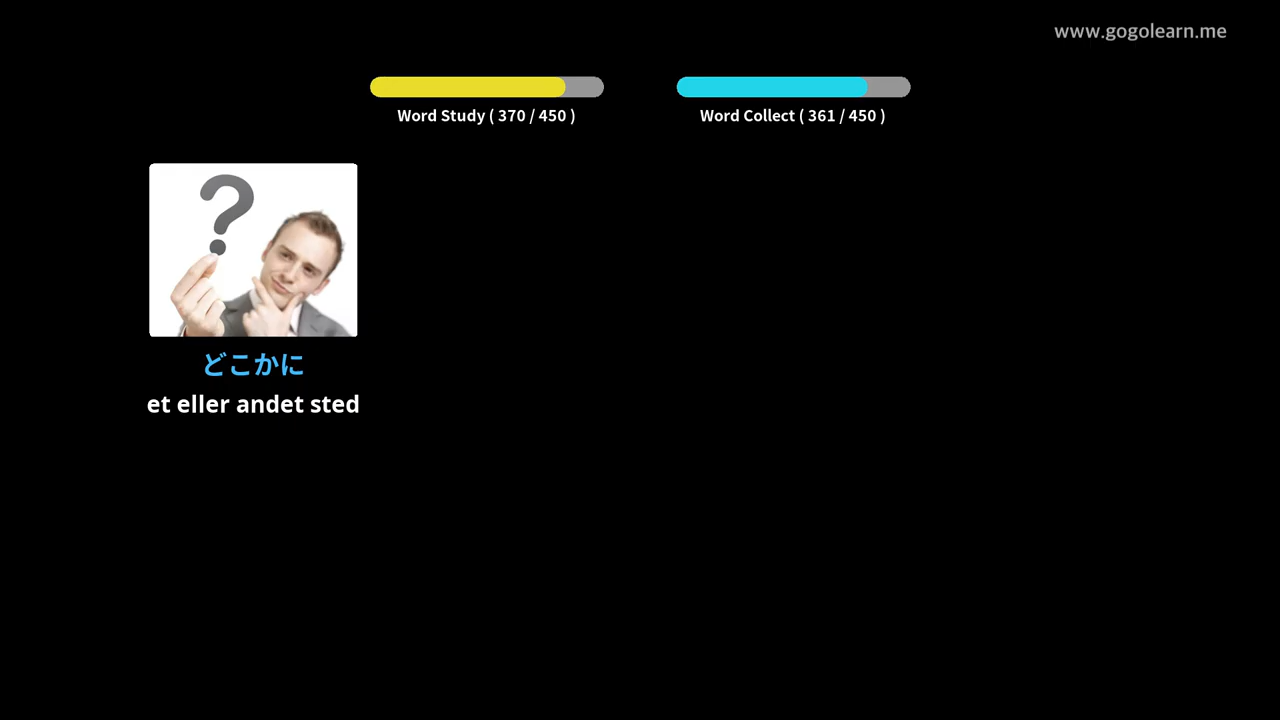 www.gogolearn.me
Word Study ( 370 / 450 )
Word Collect ( 361 / 450 )
?
どこかに
et eller andet sted